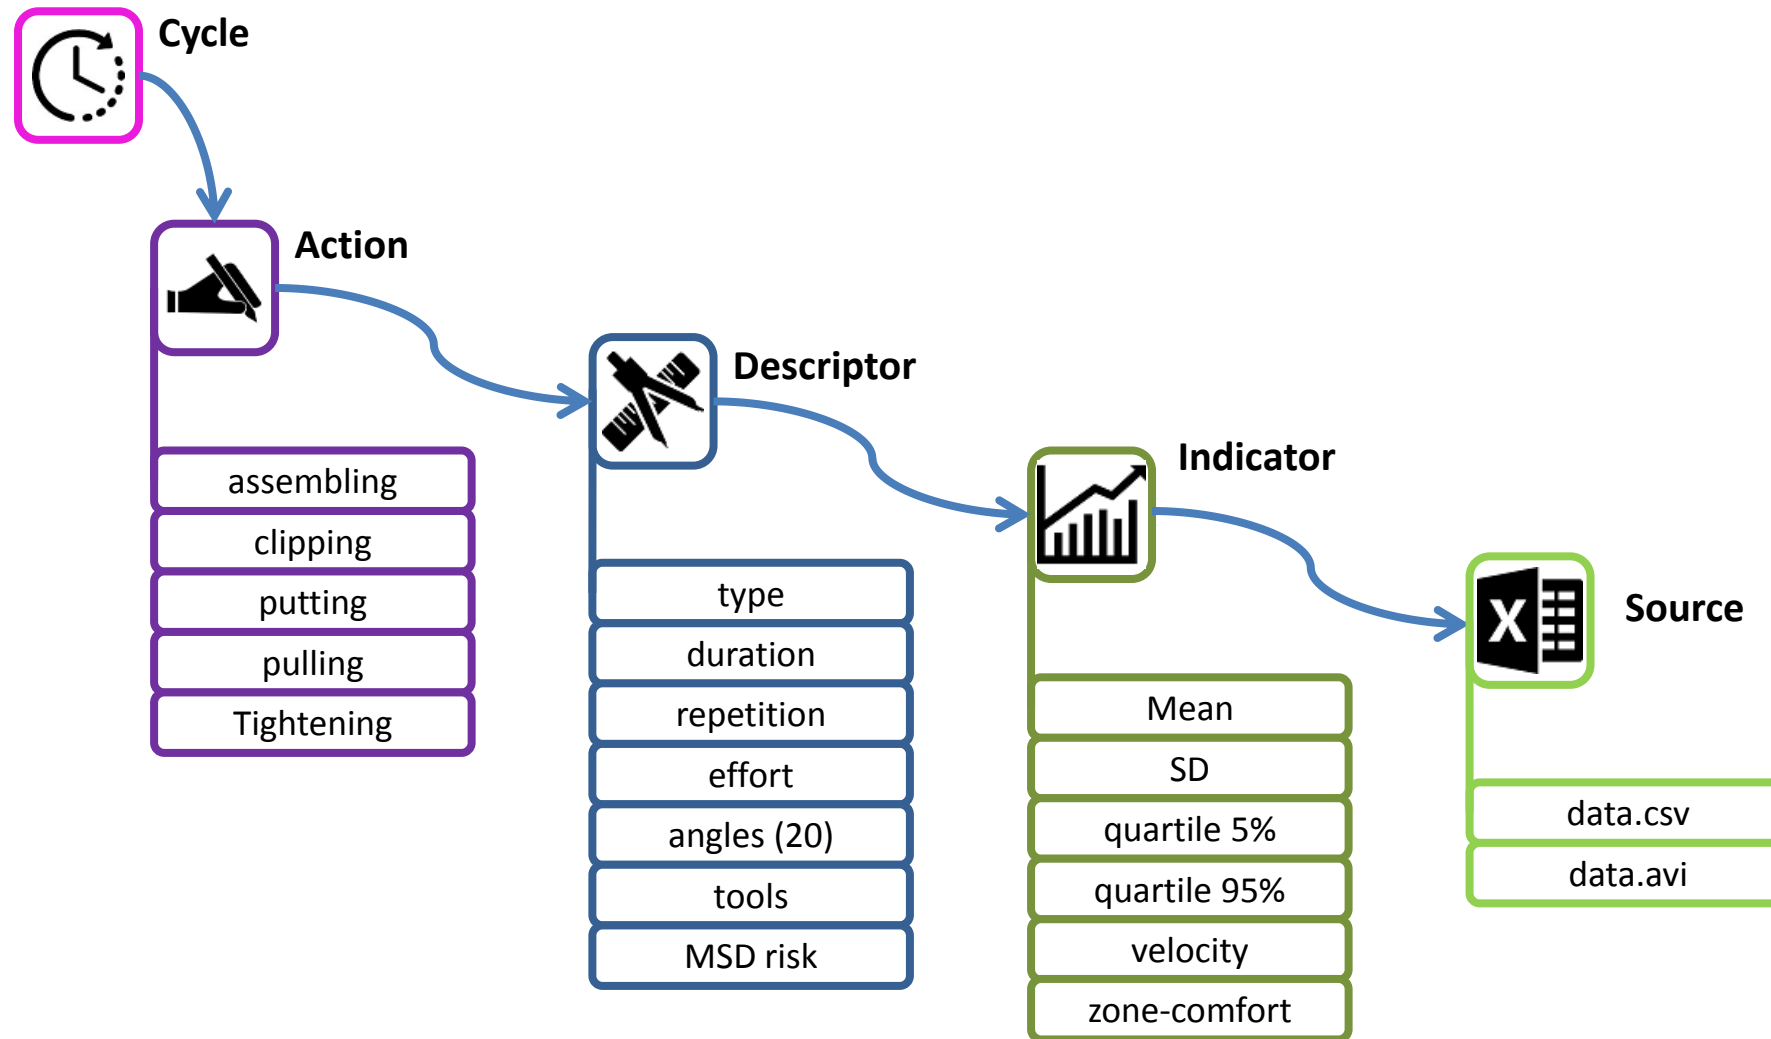 Cycle
Action
assembling
clipping
putting
pulling
Tightening
Descriptor
type
duration
repetition
effort
angles (20)
tools
MSD risk
Indicator
Mean
SD
quartile 5%
quartile 95%
velocity
zone-comfort
X
Source
data.csv
data.avi